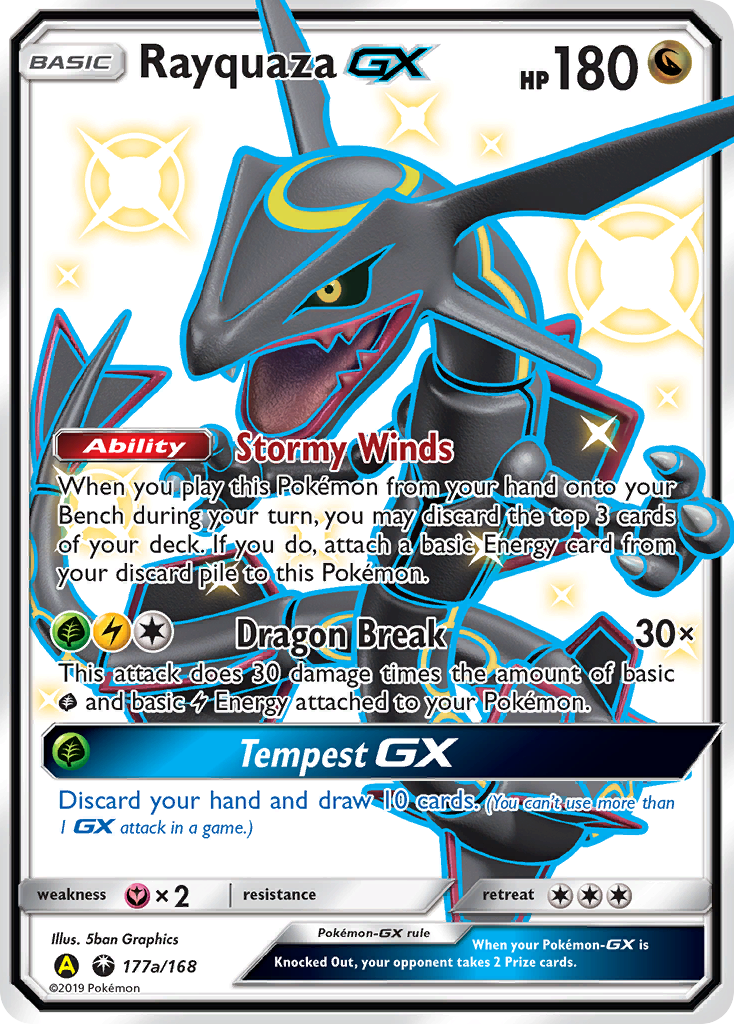 BASIC Rayquaza GX HP 180
Ability Stormy Winds
When you play this Pokémon from your hand onto your
Bench during your turn, you may discard the top 3 cards
of your deck. If you do, attach a basic Energy card from
your discard pile to this Pokémon.
Dragon Break 30×
This attack does 30 damage times the amount of basic
and basic Energy attached to your Pokémon.
Tempest GX
Discard your hand and draw 10 cards. (You can't use more than
1 GX attack in a game.)
weakness ×2 resistance retreat
Illus. 5ban Graphics
Pokémon-GX rule
When your Pokémon-GX is
Knocked Out, your opponent takes 2 Prize cards.
A 177a/168
©2019 Pokémon